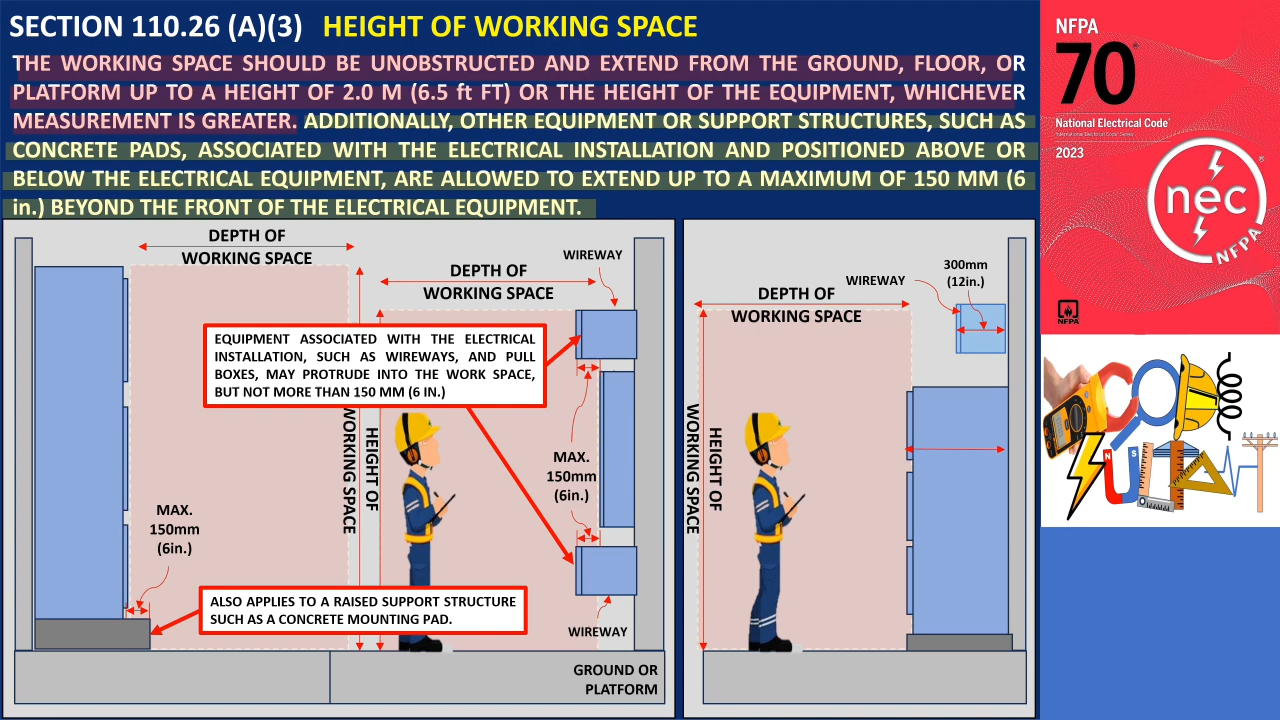 SECTION 110.26 (A)(3) HEIGHT OF WORKING SPACE
THE WORKING SPACE SHOULD BE UNOBSTRUCTED AND EXTEND FROM THE GROUND, FLOOR, OR
PLATFORM UP TO A HEIGHT OF 2.0 M (6.5 ft FT) OR THE HEIGHT OF THE EQUIPMENT, WHICHEVER
MEASUREMENT IS GREATER. ADDITIONALLY, OTHER EQUIPMENT OR SUPPORT STRUCTURES, SUCH AS
CONCRETE PADS, ASSOCIATED WITH THE ELECTRICAL INSTALLATION AND POSITIONED ABOVE OR
BELOW THE ELECTRICAL EQUIPMENT, ARE ALLOWED TO EXTEND UP TO A MAXIMUM OF 150 MM (6
in.) BEYOND THE FRONT OF THE ELECTRICAL EQUIPMENT.
DEPTH OF
WORKING SPACE
DEPTH OF
WORKING SPACE
WIREWAY
EQUIPMENT ASSOCIATED WITH THE ELECTRICAL
INSTALLATION, SUCH AS WIREWAYS, AND PULL
BOXES, MAY PROTRUDE INTO THE WORK SPACE,
BUT NOT MORE THAN 150 MM (6 IN.)
WORKING SPACE
HEIGHT OF
MAX.
150mm
(6in.)
MAX.
150mm
(6in.)
ALSO APPLIES TO A RAISED SUPPORT STRUCTURE
SUCH AS A CONCRETE MOUNTING PAD.
WIREWAY
GROUND OR
PLATFORM
DEPTH OF
WORKING SPACE
WIREWAY
300mm
(12in.)
HEIGHT OF
WORKING SPACE
NFPA
70®
National Electrical Code®
International Electrical Code® Series
2023
nec
NFPA
NFPA
N
S